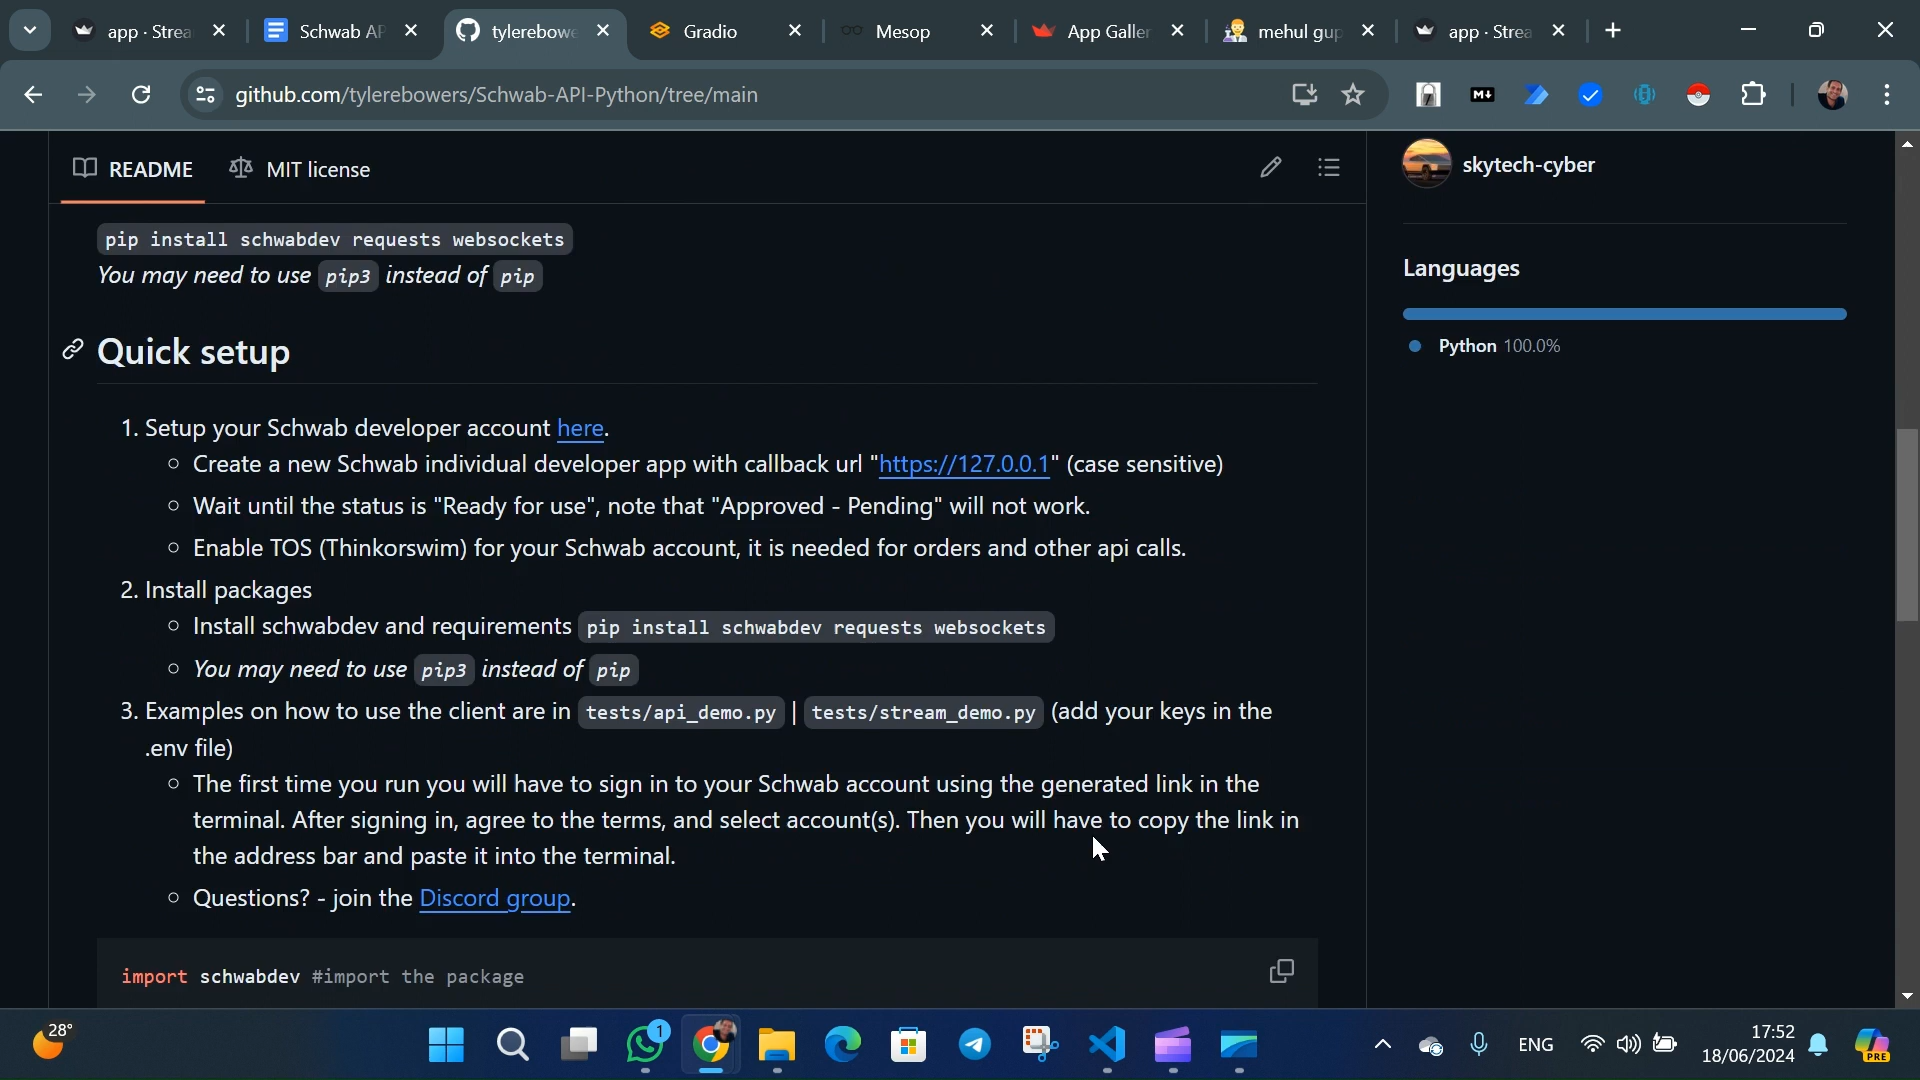 app · Strea
Schwab AP
tylerebowe
Gradio
Mesop
App Galler
mehul gup
app · Strea
github.com/tylerebowers/Schwab-API-Python/tree/main
README
MIT license
skytech-cyber
pip install schwabdev requests websockets
You may need to use pip3 instead of pip
Languages
Python 100.0%
Quick setup
1. Setup your Schwab developer account here.
Create a new Schwab individual developer app with callback url "https://127.0.0.1" (case sensitive)
Wait until the status is "Ready for use", note that "Approved - Pending" will not work.
Enable TOS (Thinkorswim) for your Schwab account, it is needed for orders and other api calls.
2. Install packages
Install schwabdev and requirements pip install schwabdev requests websockets
You may need to use pip3 instead of pip
3. Examples on how to use the client are in tests/api_demo.py | tests/stream_demo.py (add your keys in the
.env file)
The first time you run you will have to sign in to your Schwab account using the generated link in the
terminal. After signing in, agree to the terms, and select account(s). Then you will have to copy the link in
the address bar and paste it into the terminal.
Questions? - join the Discord group.
import schwabdev #import the package
28°
1
ENG
17:52
18/06/2024
PRE